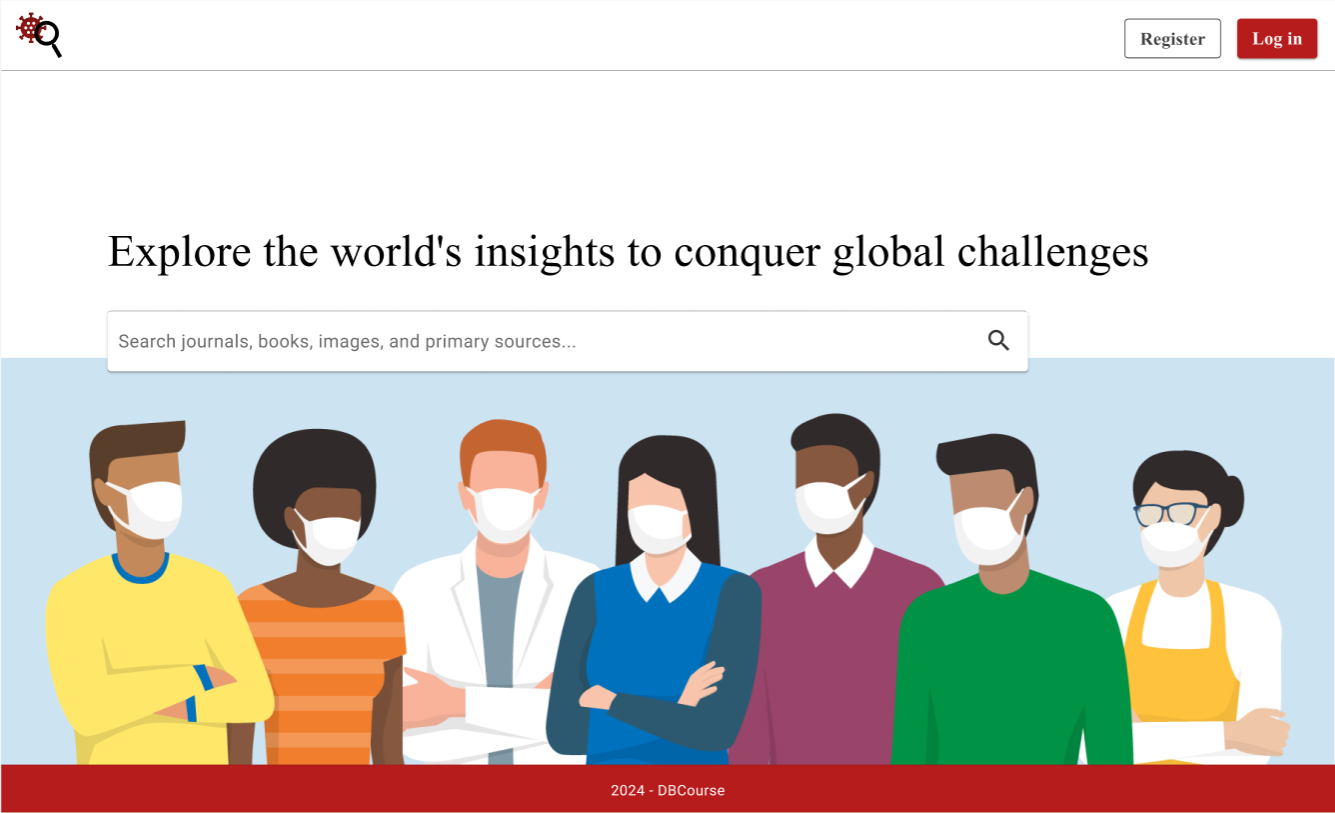 Register
Log in
Explore the world's insights to conquer global challenges
Search journals, books, images, and primary sources...
2024 - DBCourse